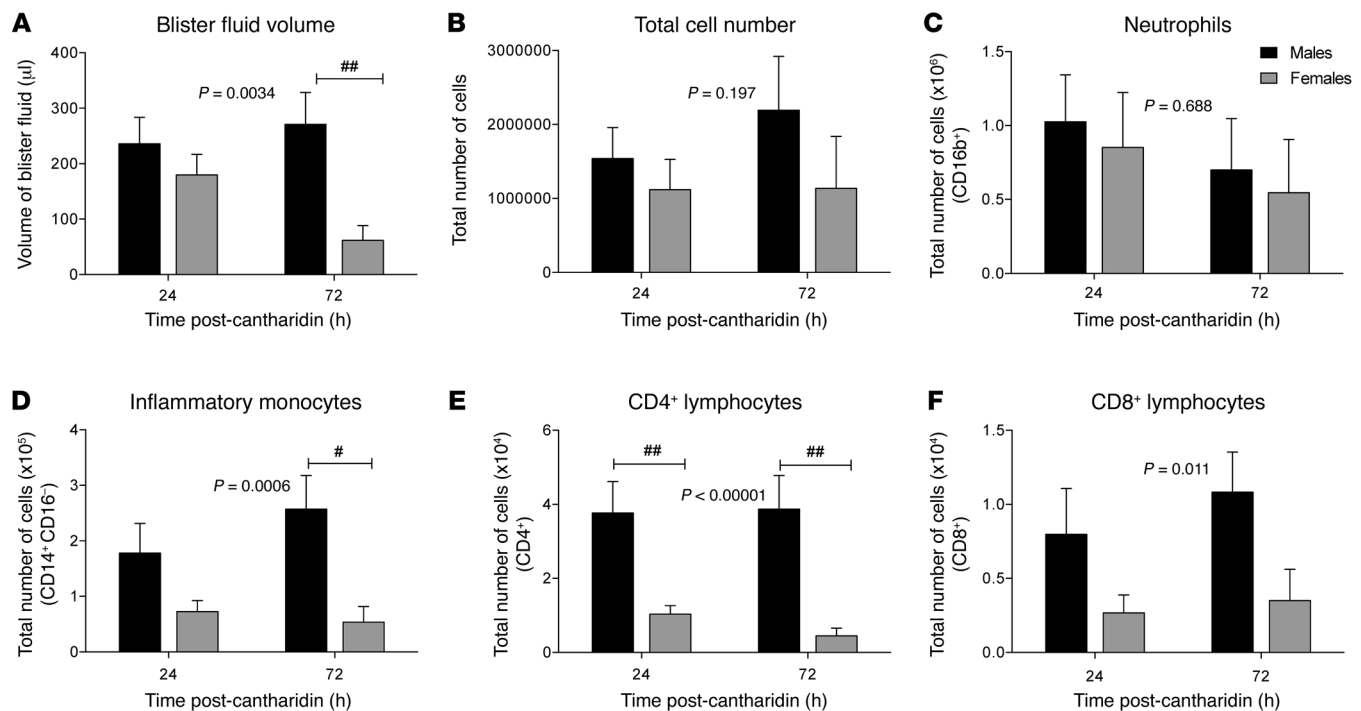 A Blister fluid volume
Volume of blister fluid (μl)
400
300
200
100
0
P = 0.0034
##
24 72
Time post-cantharidin (h)
B Total cell number
Total number of cells
3000000
2000000
1000000
0
P = 0.197
24 72
Time post-cantharidin (h)
C Neutrophils
Total number of cells (x10⁶)
(CD16b⁺)
1.5
1.0
0.5
0.0
P = 0.688
Males
Females
24 72
Time post-cantharidin (h)
D Inflammatory monocytes
Total number of cells (x10⁵)
(CD14⁺ CD16⁻)
4
3
2
1
0
P = 0.0006
#
24 72
Time post-cantharidin (h)
E CD4⁺ lymphocytes
Total number of cells (x10⁴)
(CD4⁺)
6
4
2
0
##
##
P < 0.00001
24 72
Time post-cantharidin (h)
F CD8⁺ lymphocytes
Total number of cells (x10⁴)
(CD8⁺)
1.5
1.0
0.5
0.0
P = 0.011
24 72
Time post-cantharidin (h)